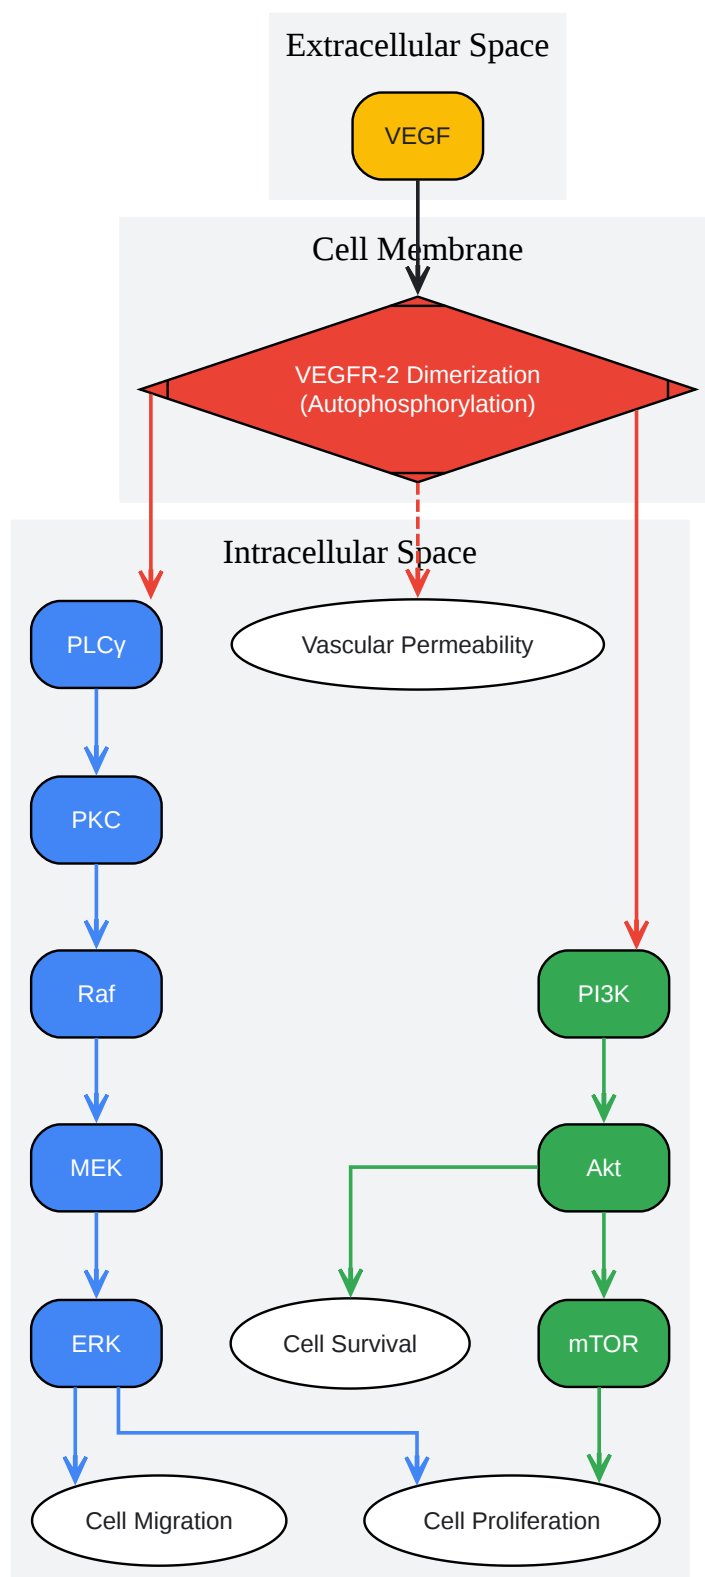 Extracellular Space
VEGF
Cell Membrane
VEGFR-2 Dimerization
(Autophosphorylation)
Intracellular Space
PLCγ
Vascular Permeability
PKC
Raf
PI3K
MEK
Akt
ERK
Cell Survival
mTOR
Cell Migration
Cell Proliferation